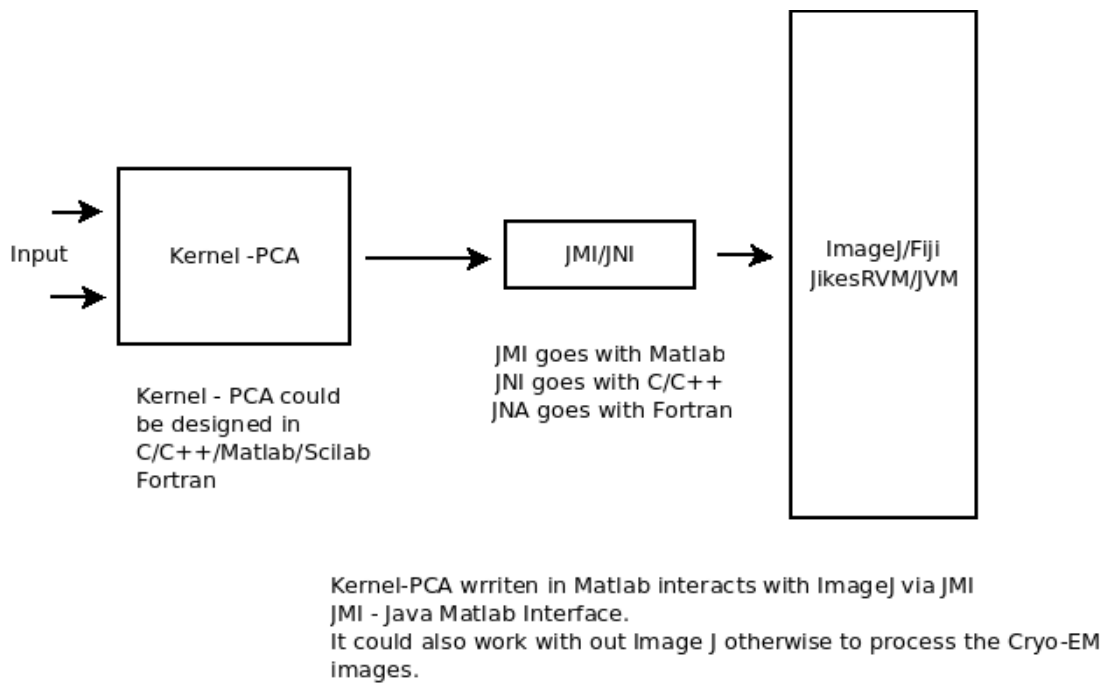 Input
Kernel -PCA
JMI/JNI
ImageJ/Fiji
JikesRVM/JVM
JMI goes with Matlab
JNI goes with C/C++
JNA goes with Fortran
Kernel - PCA could
be designed in
C/C++/Matlab/Scilab
Fortran
Kernel-PCA wrriten in Matlab interacts with ImageJ via JMI
JMI - Java Matlab Interface.
It could also work with out Image J otherwise to process the Cryo-EM
images.